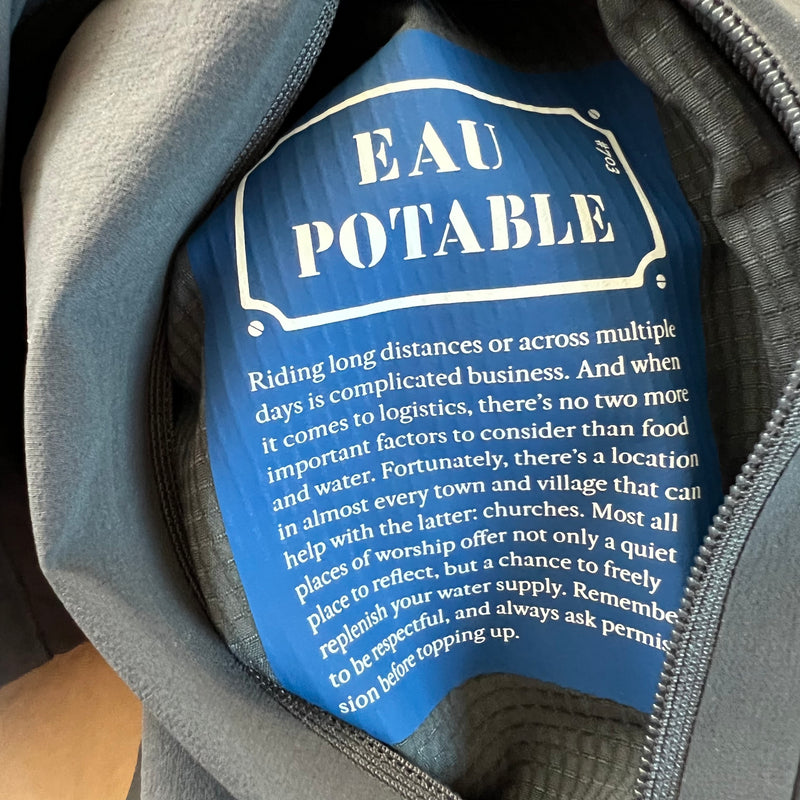 EAU
POTABLE
#703
Riding long distances or across multiple
days is complicated business. And when
it comes to logistics, there's no two more
important factors to consider than food
and water. Fortunately, there's a location
in almost every town and village that can
help with the latter: churches. Most all
places of worship offer not only a quiet
place to reflect, but a chance to freely
replenish your water supply. Remembe
to be respectful, and always ask permis
sion before topping up.